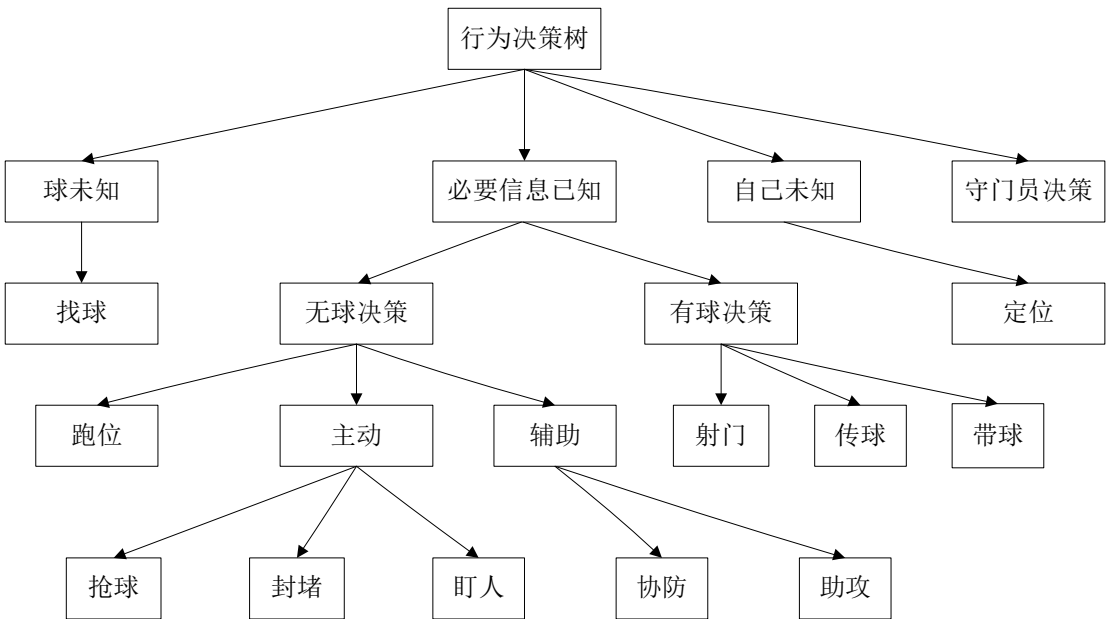 行为决策树
球未知
必要信息已知
自己未知
守门员决策
找球
无球决策
有球决策
定位
跑位
主动
辅助
射门
传球
带球
抢球
封堵
盯人
协防
助攻